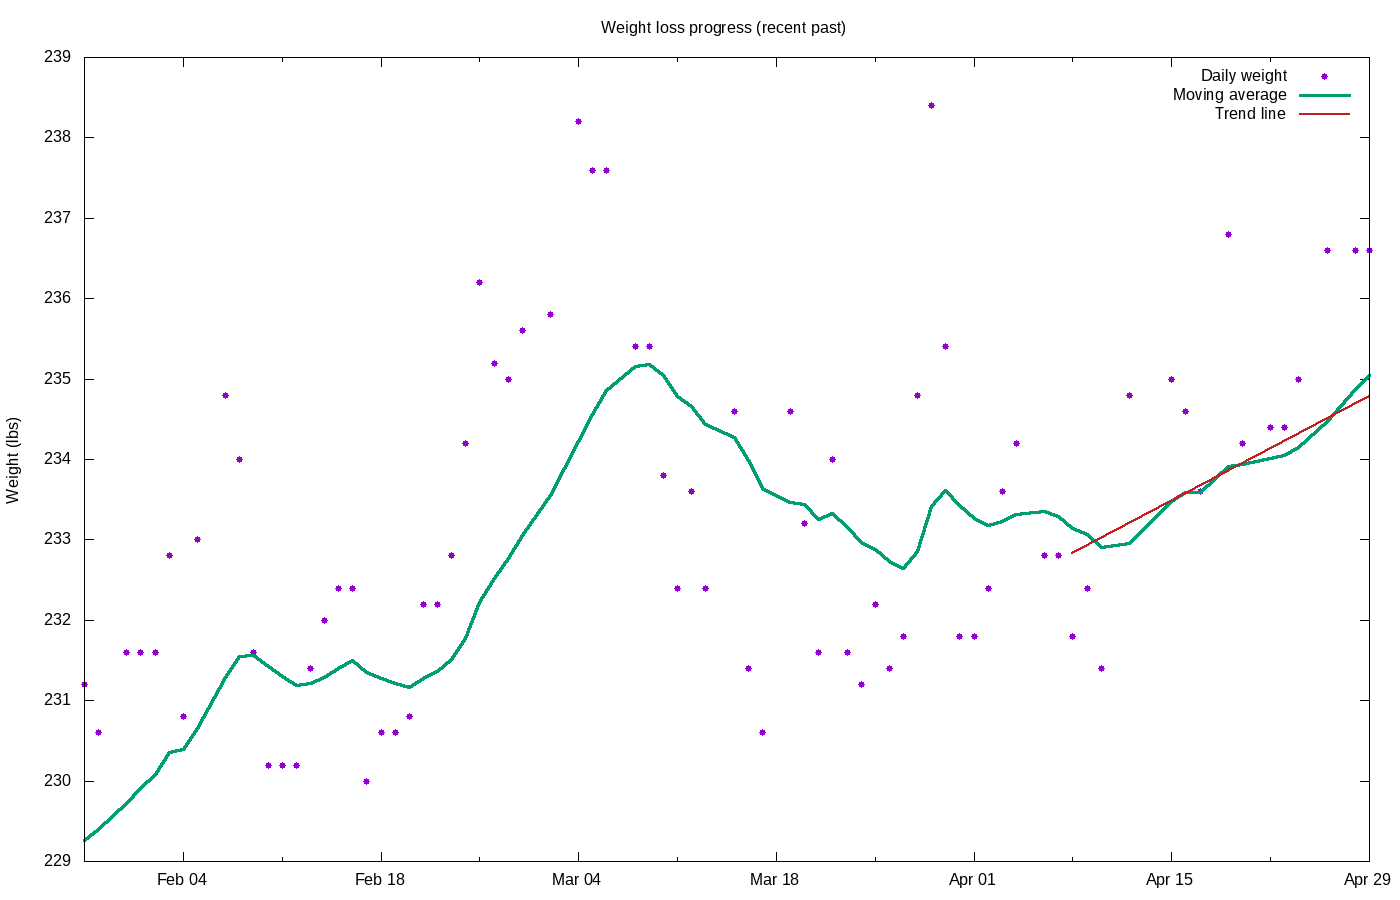 Weight loss progress (recent past)
239
238
237
236
235
234
233
232
231
230
229
Weight (lbs)
Daily weight
Moving average
Trend line
Feb 04
Feb 18
Mar 04
Mar 18
Apr 01
Apr 15
Apr 29